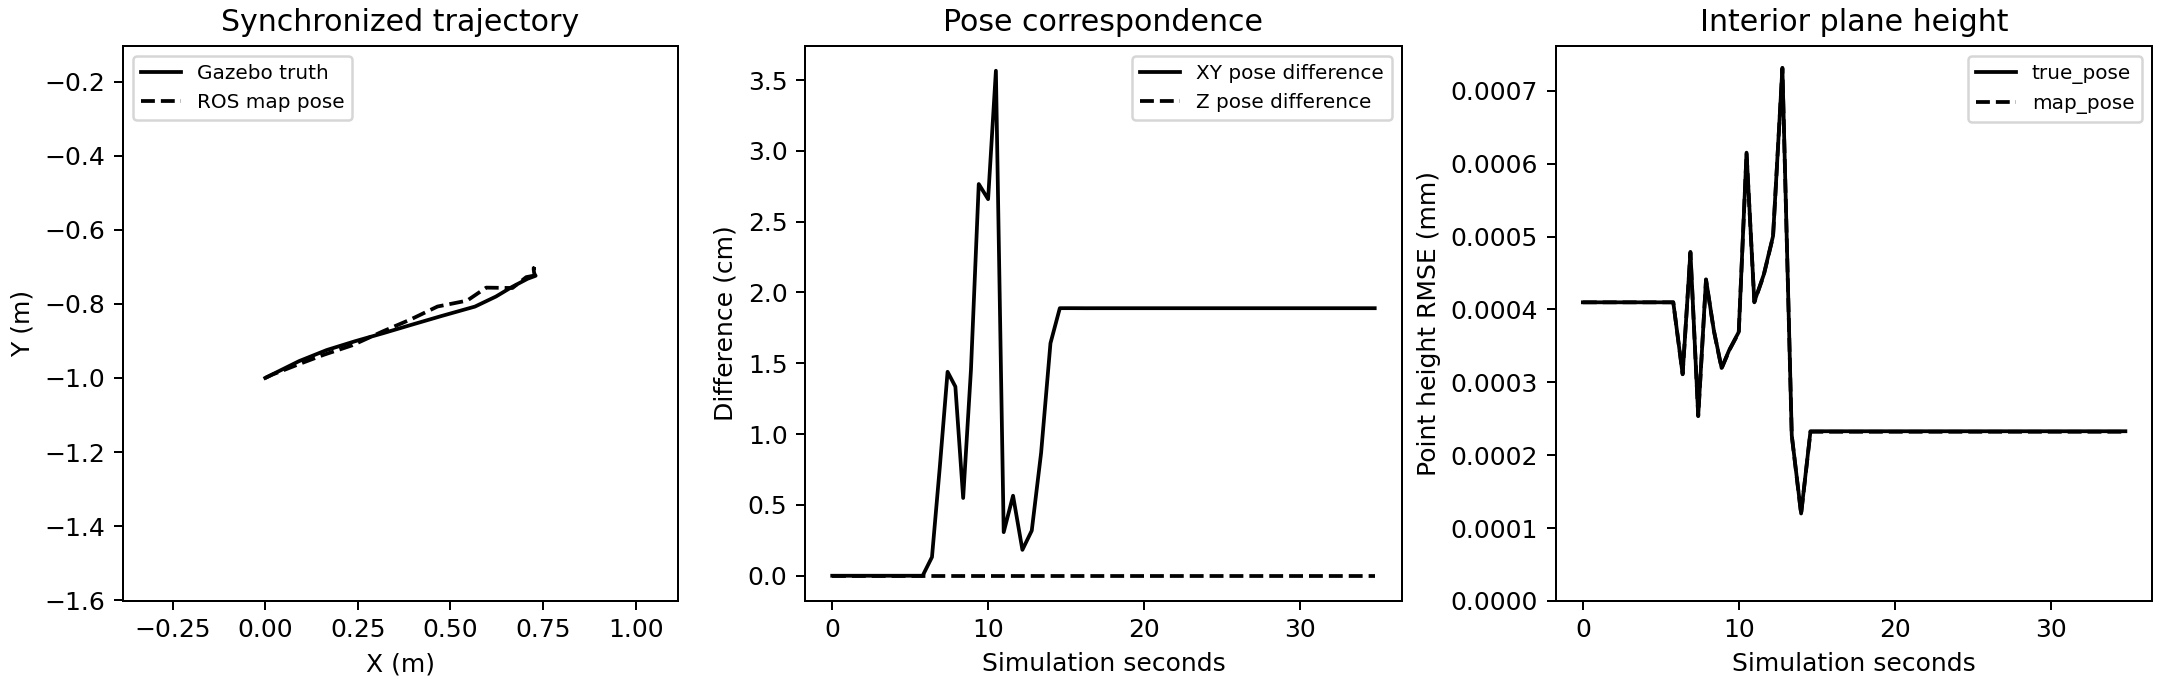 Synchronized trajectory
Gazebo truth
ROS map pose
−0.2
−0.4
−0.6
−0.8
−1.0
−1.2
−1.4
−1.6
Y (m)
−0.25
0.00
0.25
0.50
0.75
1.00
X (m)
Pose correspondence
XY pose difference
Z pose difference
3.5
3.0
2.5
2.0
1.5
1.0
0.5
0.0
Difference (cm)
0
10
20
30
Simulation seconds
Interior plane height
true_pose
map_pose
0.0007
0.0006
0.0005
0.0004
0.0003
0.0002
0.0001
0.0000
Point height RMSE (mm)
0
10
20
30
Simulation seconds